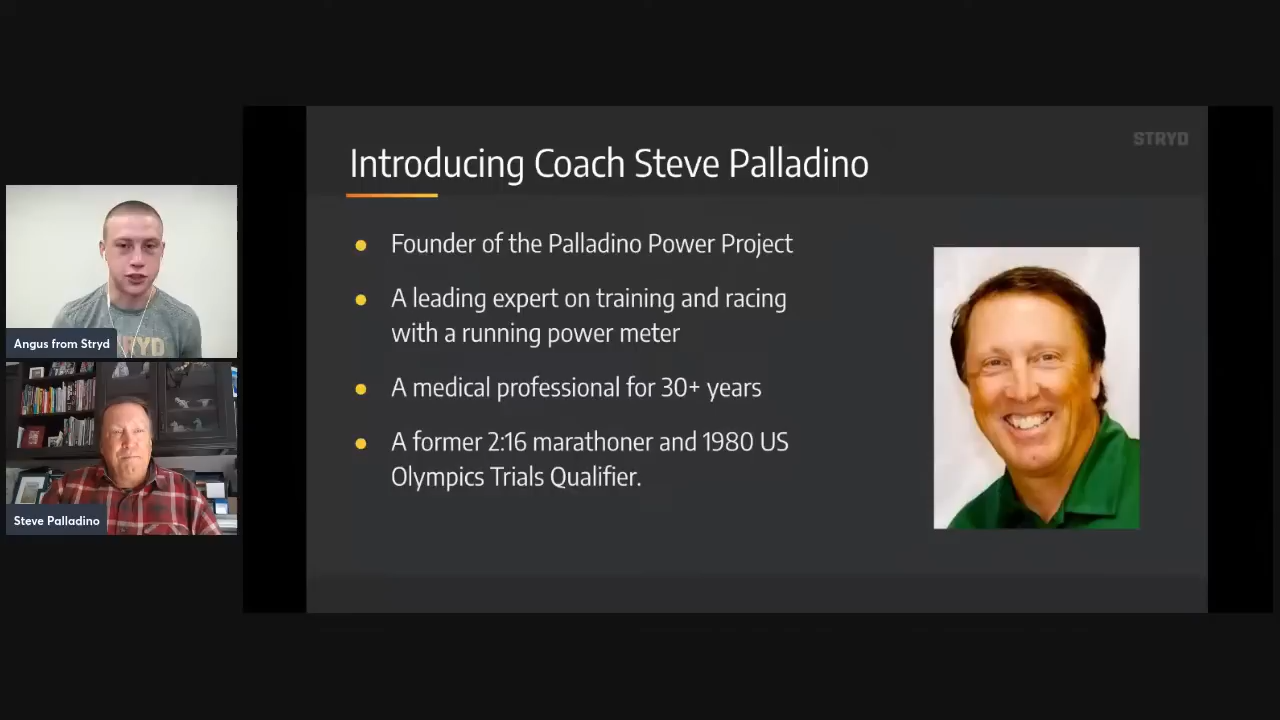 STRYD
Introducing Coach Steve Palladino
Founder of the Palladino Power Project
A leading expert on training and racing
with a running power meter
A medical professional for 30+ years
A former 2:16 marathoner and 1980 US
Olympics Trials Qualifier.
RYD
Angus from Stryd
Steve Palladino